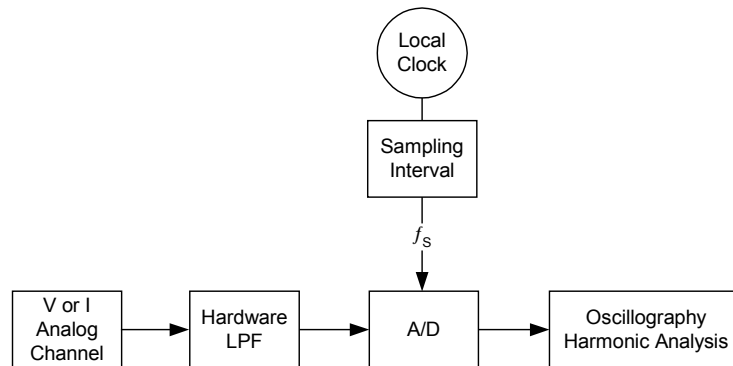 Local
Clock
Sampling
Interval
fS
V or I
Analog
Channel
Hardware
LPF
A/D
Oscillography
Harmonic Analysis